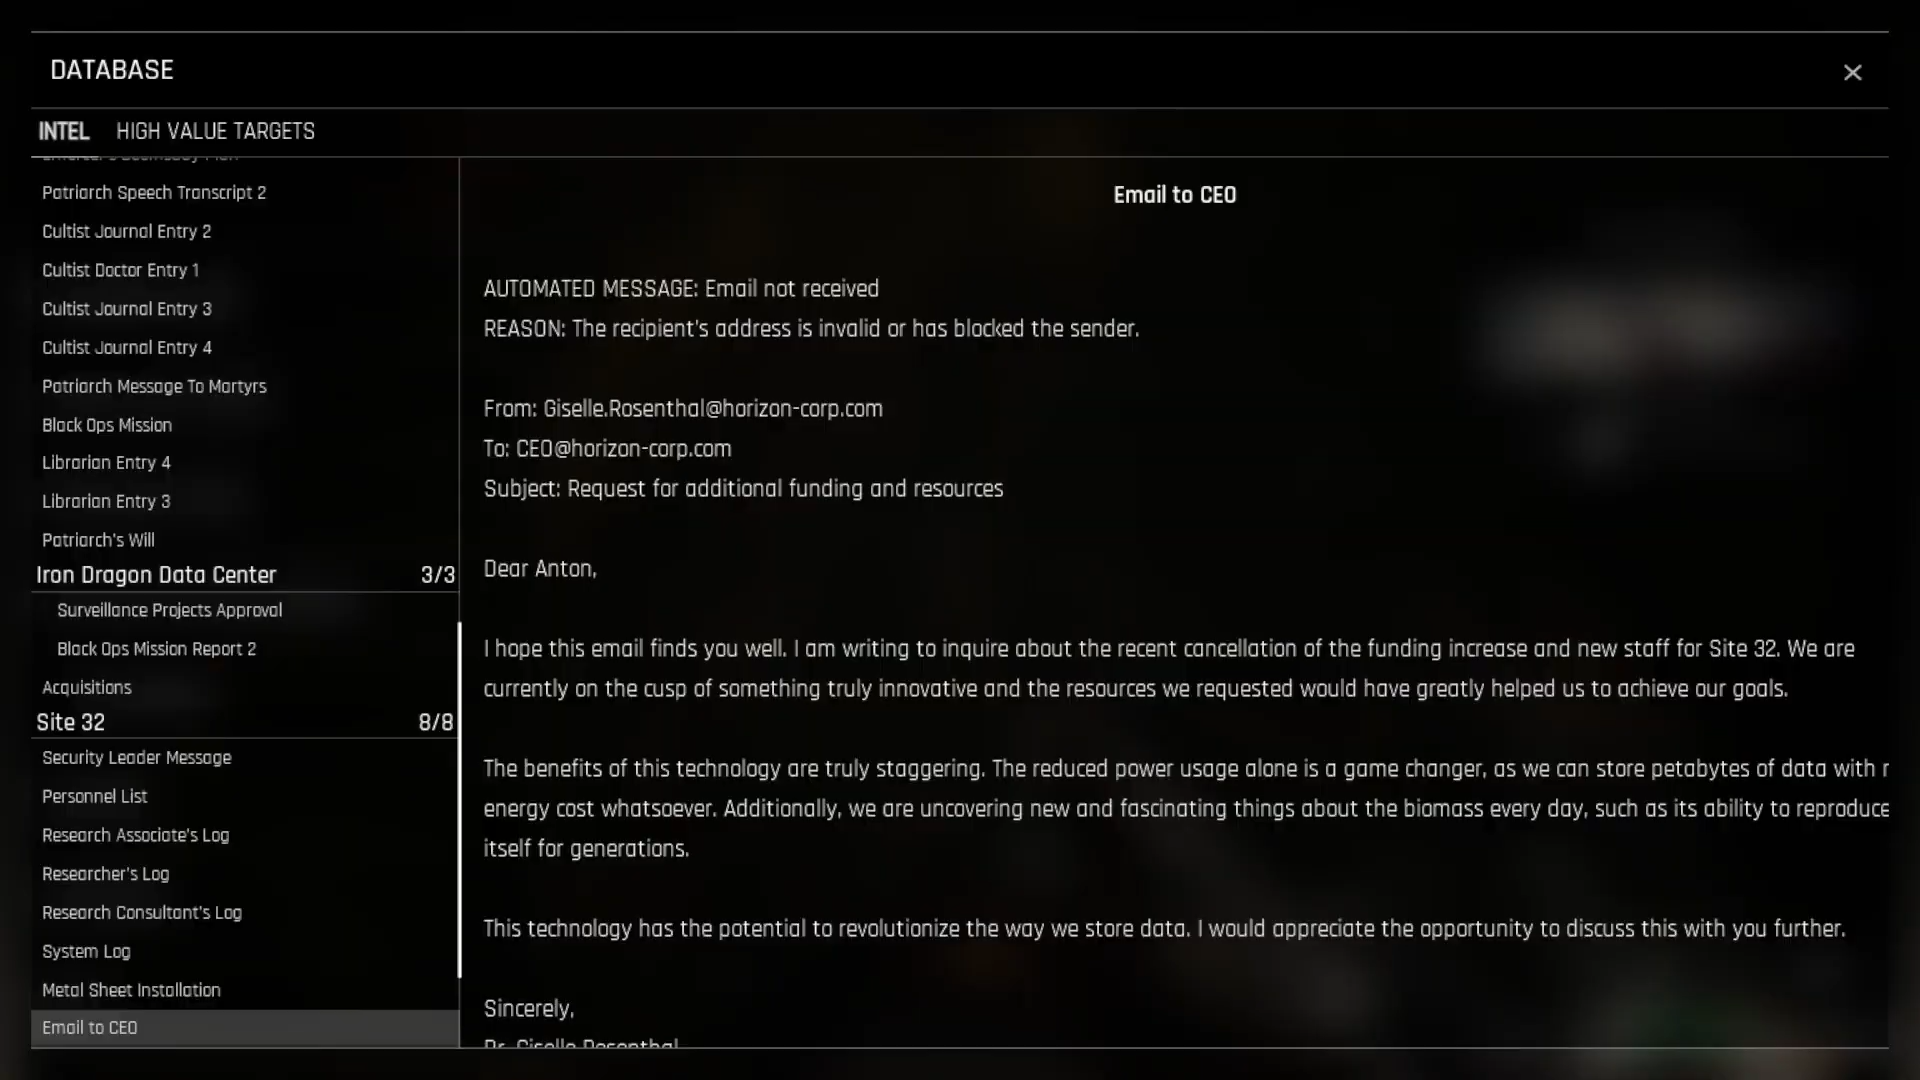 DATABASE
INTEL HIGH VALUE TARGETS
Patriarch Speech Transcript 2
Cultist Journal Entry 2
Cultist Doctor Entry 1
Cultist Journal Entry 3
Cultist Journal Entry 4
Patriarch Message To Martyrs
Black Ops Mission
Librarian Entry 4
Librarian Entry 3
Patriarch's Will
Iron Dragon Data Center 3/3
Surveillance Projects Approval
Black Ops Mission Report 2
Acquisitions
Site 32 8/8
Security Leader Message
Personnel List
Research Associate's Log
Researcher's Log
Research Consultant's Log
System Log
Metal Sheet Installation
Email to CEO
Email to CEO
AUTOMATED MESSAGE: Email not received
REASON: The recipient's address is invalid or has blocked the sender.
From: Giselle.Rosenthal@horizon-corp.com
To: CEO@horizon-corp.com
Subject: Request for additional funding and resources
Dear Anton,
I hope this email finds you well. I am writing to inquire about the recent cancellation of the funding increase and new staff for Site 32. We are
currently on the cusp of something truly innovative and the resources we requested would have greatly helped us to achieve our goals.
The benefits of this technology are truly staggering. The reduced power usage alone is a game changer, as we can store petabytes of data with
energy cost whatsoever. Additionally, we are uncovering new and fascinating things about the biomass every day, such as its ability to reproduce
itself for generations.
This technology has the potential to revolutionize the way we store data. I would appreciate the opportunity to discuss this with you further.
Sincerely,
Dr. Giselle Rosenthal